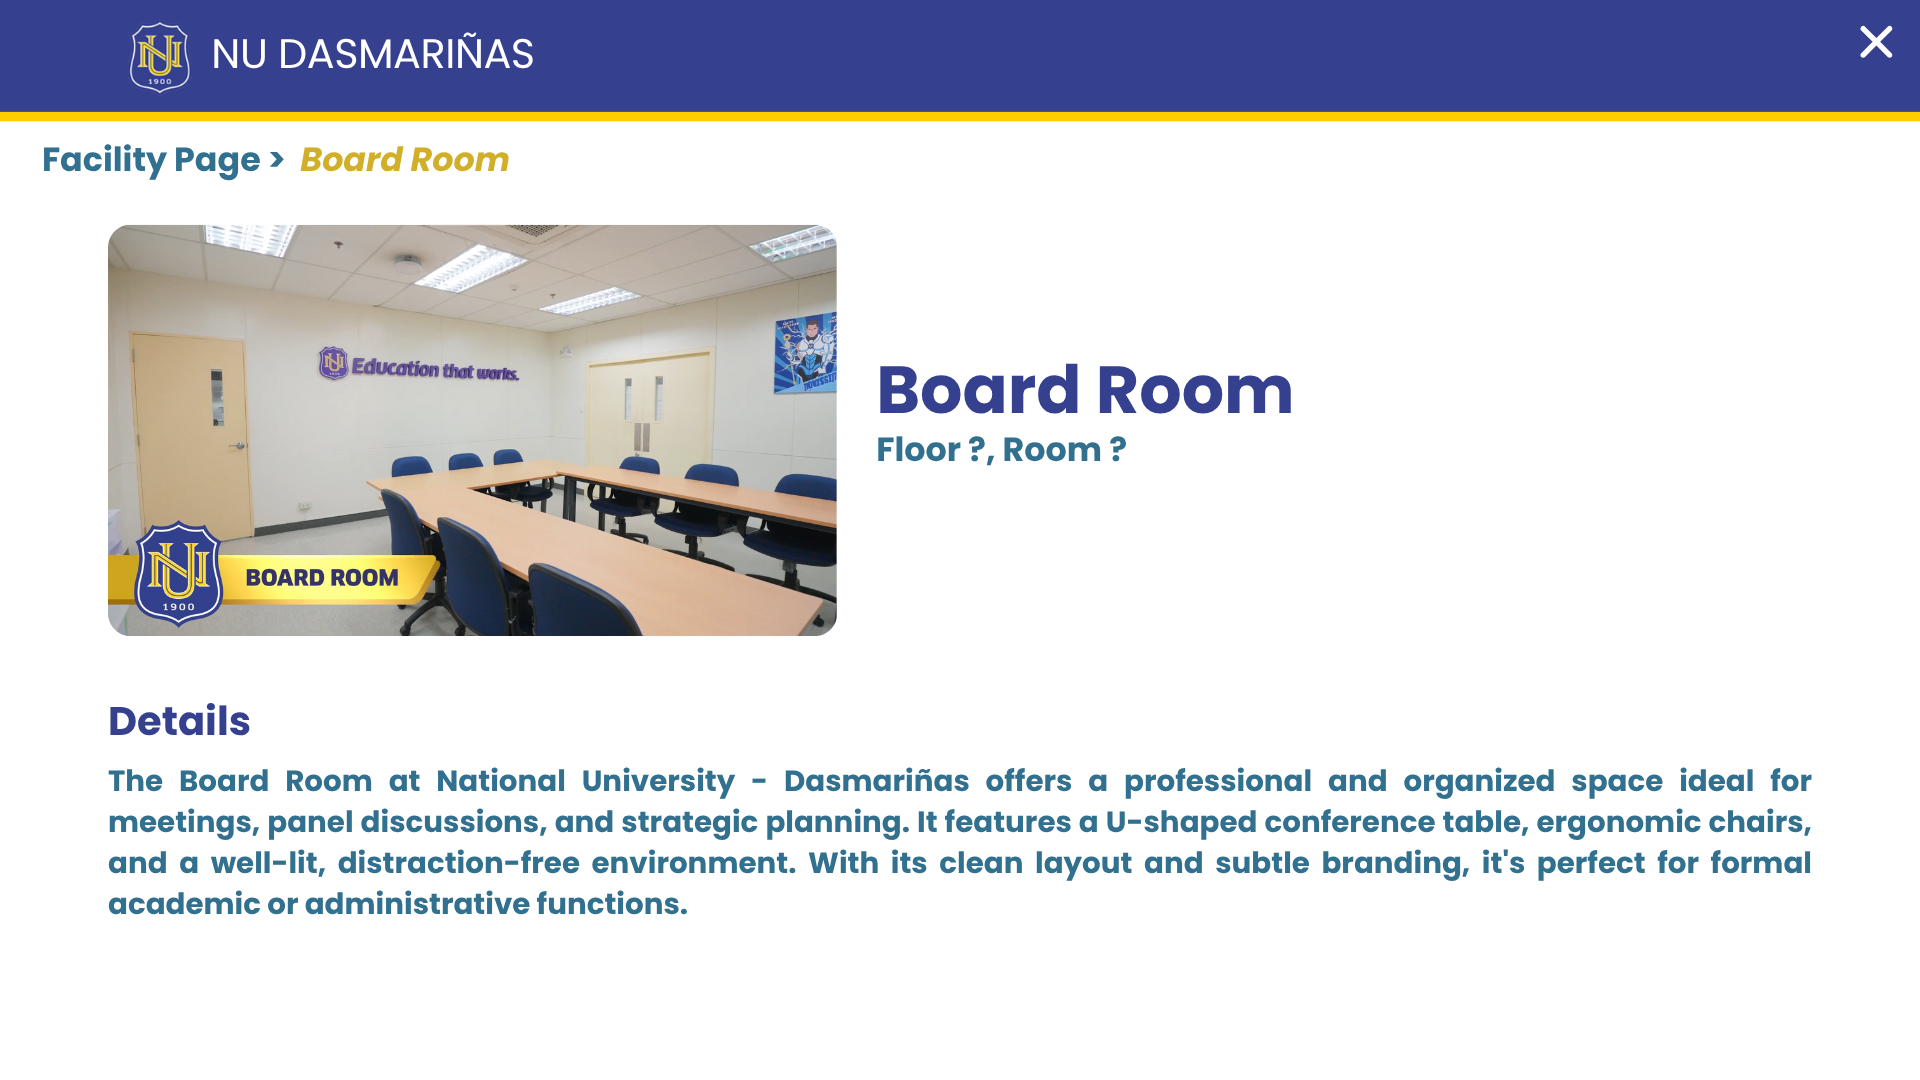 NU
1900
NU DASMARIÑAS
Facility Page > Board Room
NU
Education that works.
Board Room
Floor ?, Room ?
NU
1900
BOARD ROOM
Details
The Board Room at National University - Dasmariñas offers a professional and organized space ideal for
meetings, panel discussions, and strategic planning. It features a U-shaped conference table, ergonomic chairs,
and a well-lit, distraction-free environment. With its clean layout and subtle branding, it's perfect for formal
academic or administrative functions.